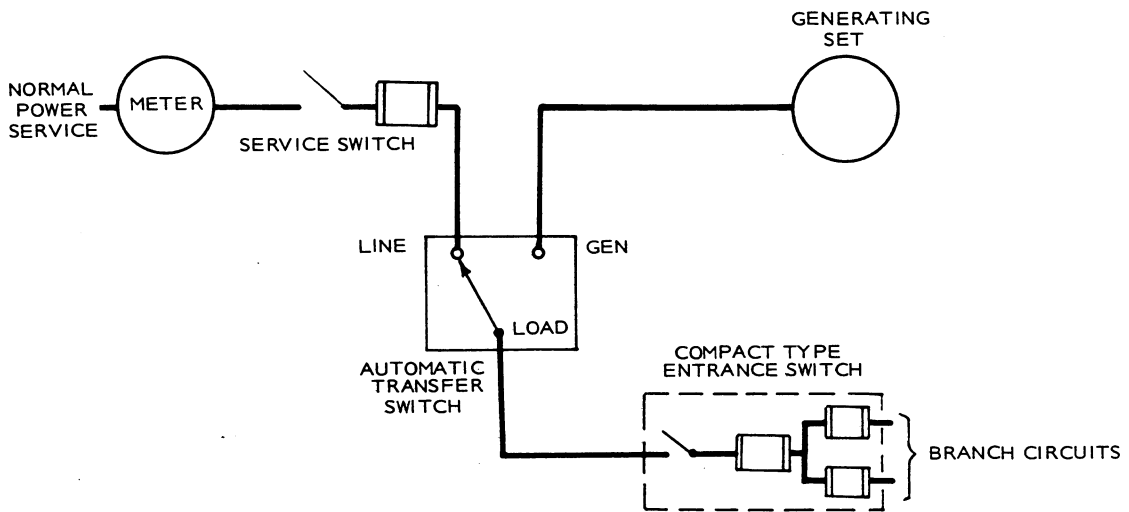 GENERATING
SET
NORMAL
POWER
SERVICE
METER
SERVICE SWITCH
LINE
GEN
LOAD
AUTOMATIC
TRANSFER
SWITCH
COMPACT TYPE
ENTRANCE SWITCH
BRANCH CIRCUITS